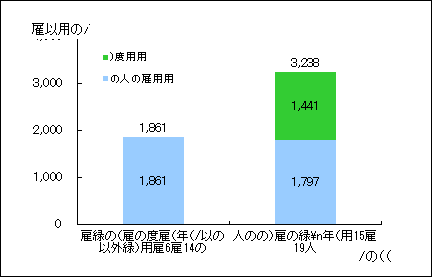 雇以用の/
3,000
2,000
1,000
0
)度用用
の人の雇用用
1,861
1,861
3,238
1,441
1,797
雇緑の(雇の度雇(年(/以の
以外緑)用雇6雇14の
人のの)雇の緑¥n年(用15雇
19人
/の((